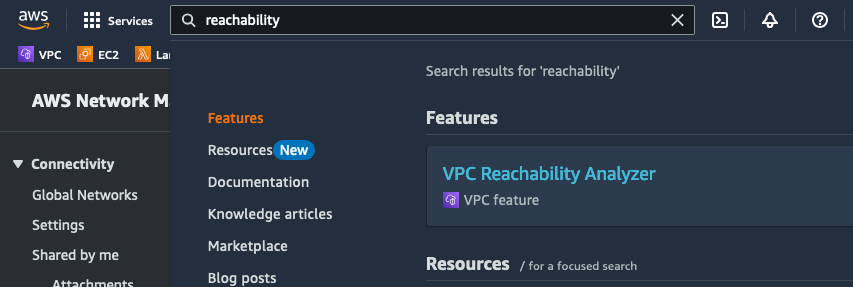 aws
Services
reachability
VPC
EC2
Search results for 'reachability'
AWS Network
Features
Features
Resources New
VPC Reachability Analyzer
Connectivity
Documentation
VPC feature
Global Networks
Knowledge articles
Settings
Marketplace
Shared by me
Resources / for a focused search
Blog posts
Attachments